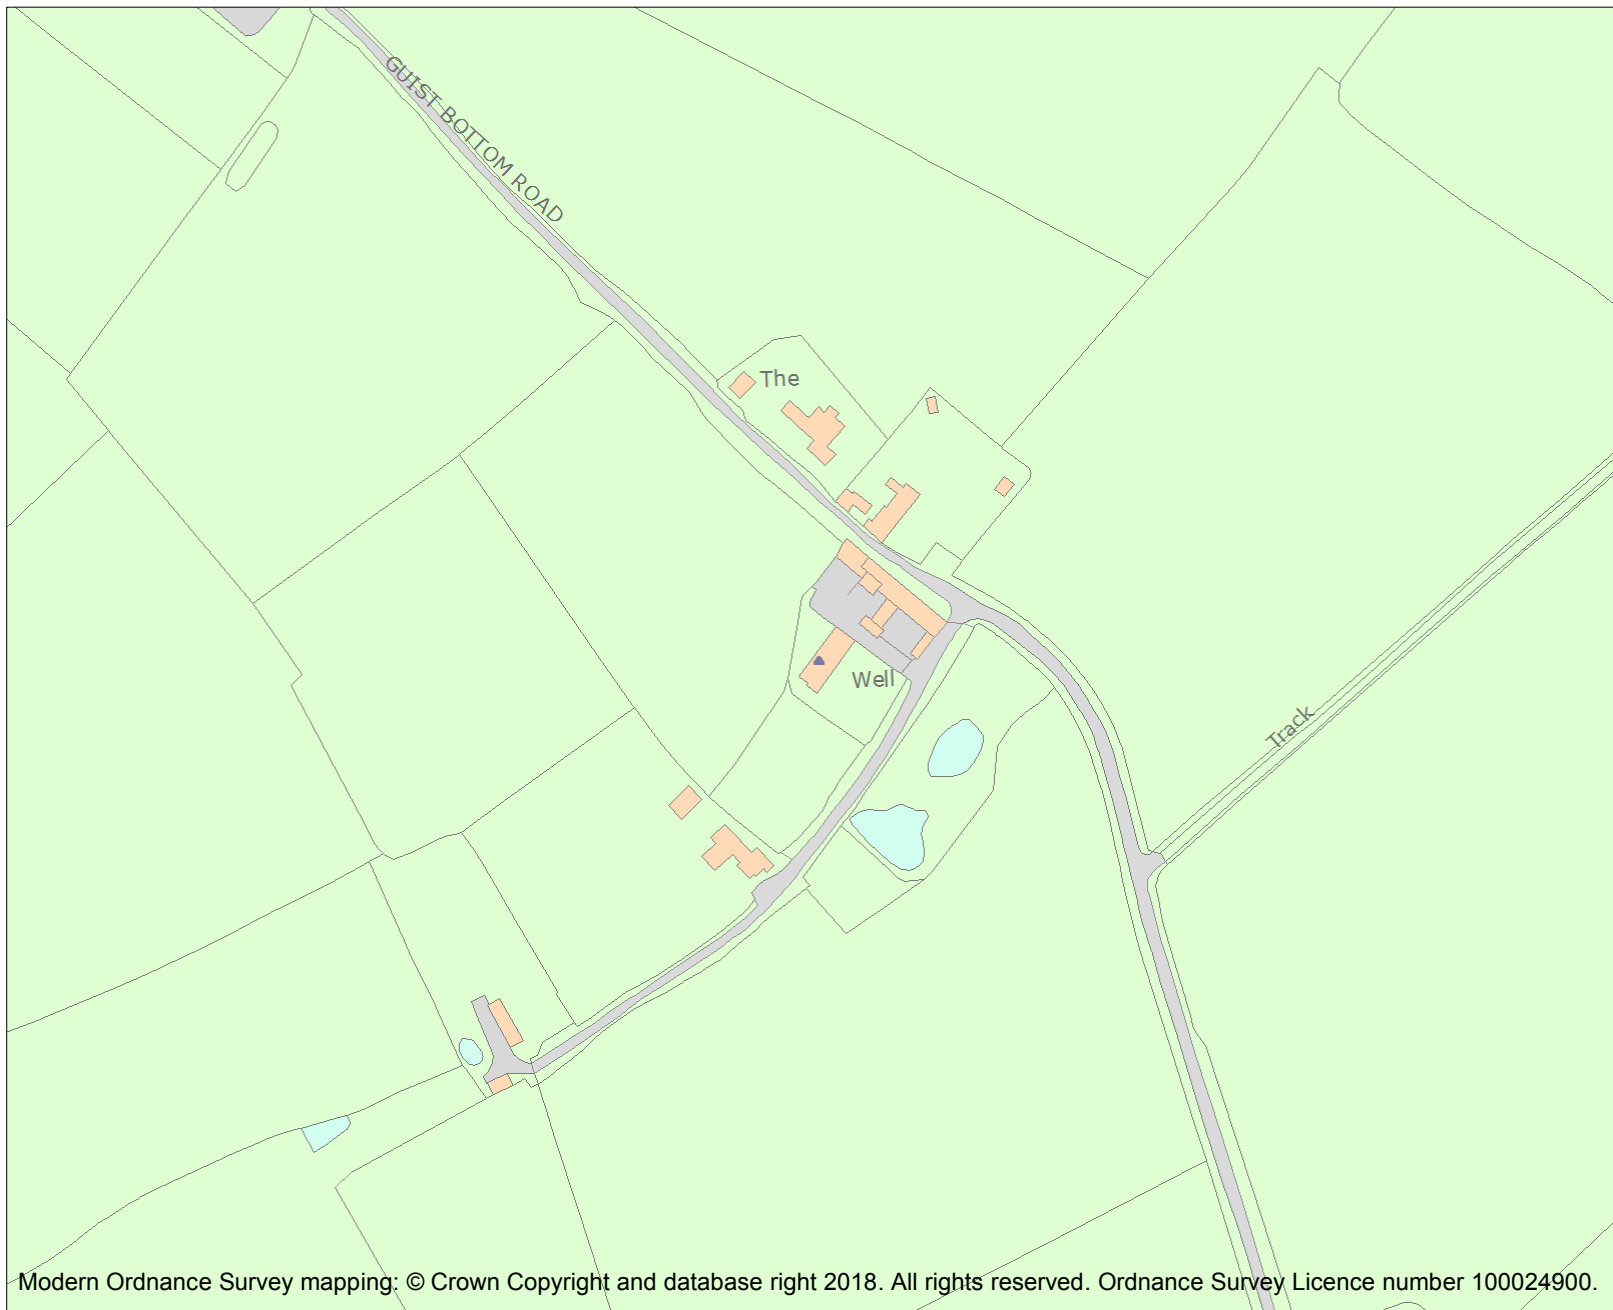 GUIST BOTTOM ROAD
The
Well
Track
Modern Ordnance Survey mapping: © Crown Copyright and database right 2018. All rights reserved. Ordnance Survey Licence number 100024900.